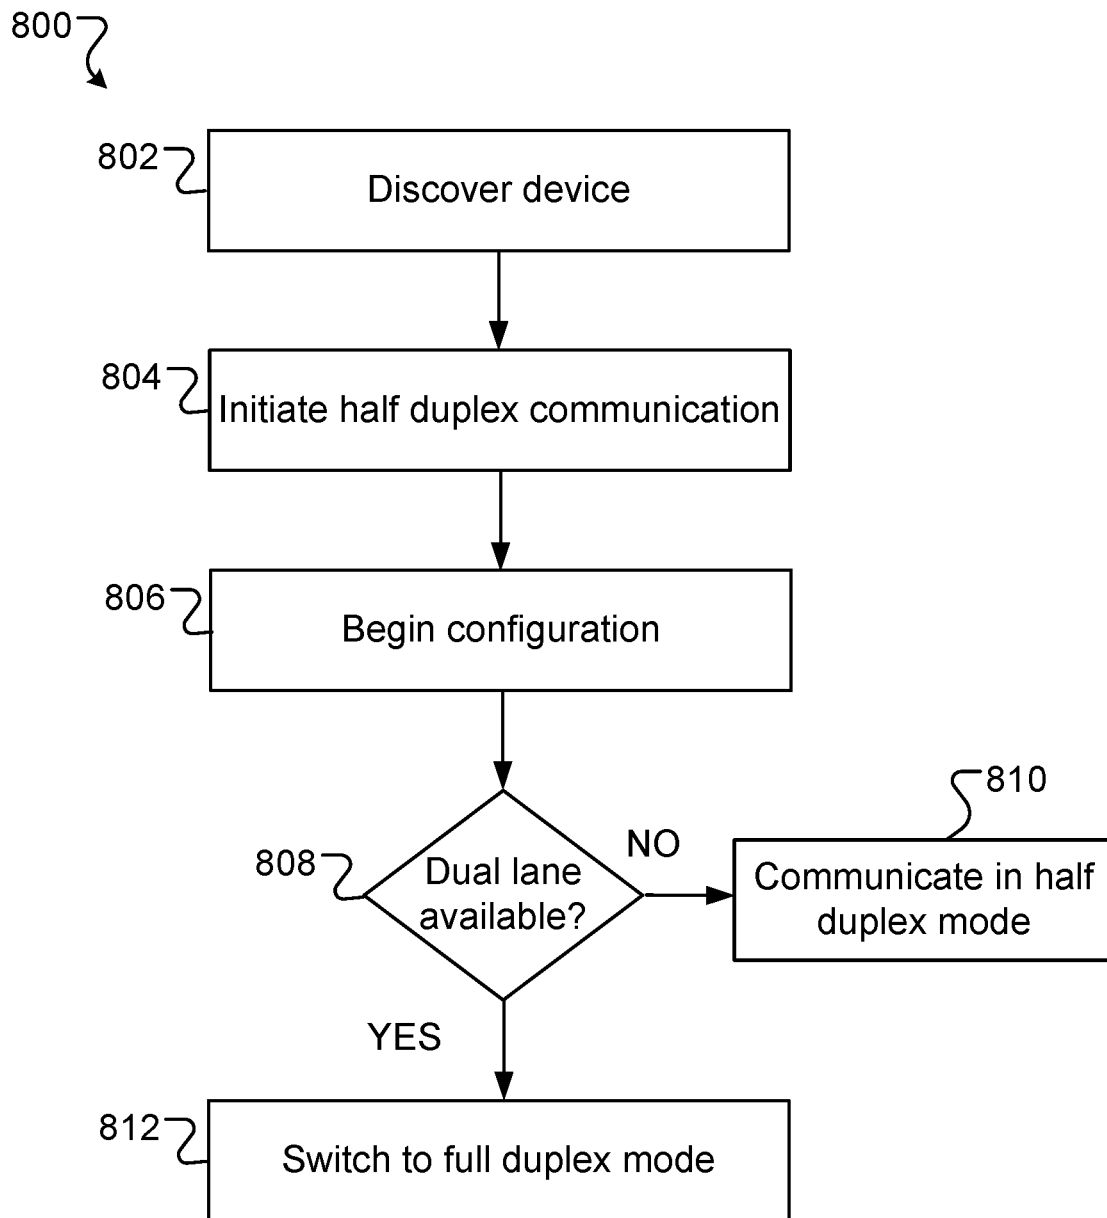 800
802
Discover device
804
Initiate half duplex communication
806
Begin configuration
808
Dual lane
available?
NO
810
Communicate in half
duplex mode
YES
812
Switch to full duplex mode